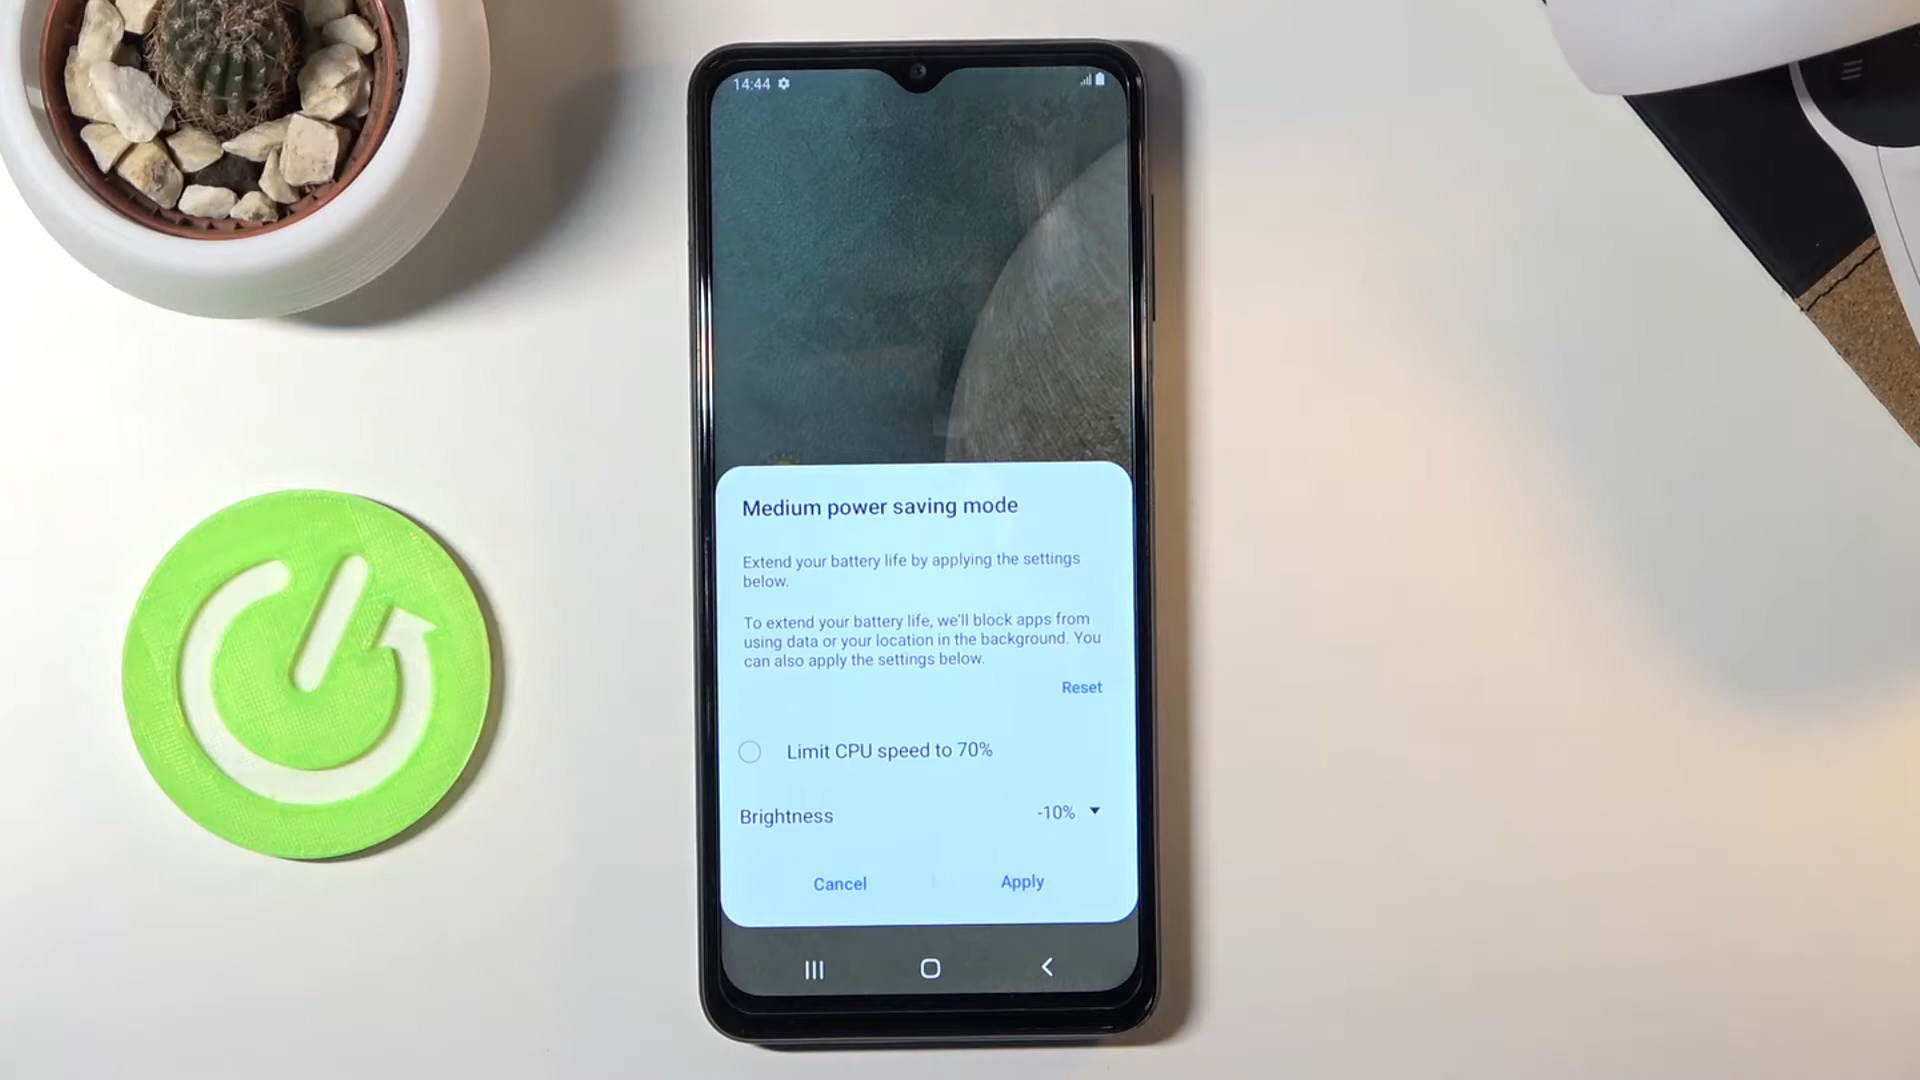 14:44
Medium power saving mode
Extend your battery life by applying the settings
below.
To extend your battery life, we'll block apps from
using data or your location in the background. You
can also apply the settings below.
Reset
Limit CPU speed to 70%
Brightness
-10%
Cancel
Apply